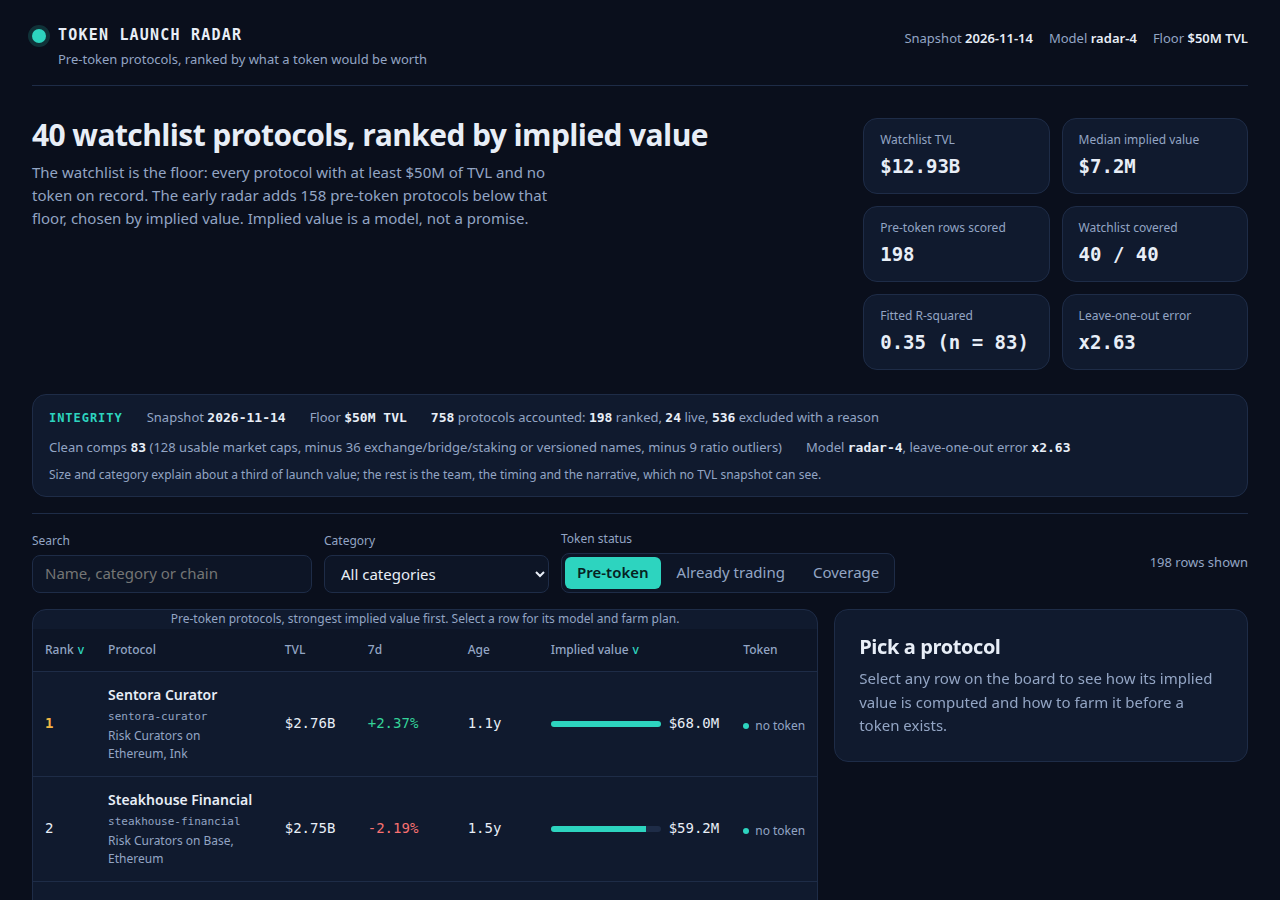 TOKEN LAUNCH RADAR
Pre-token protocols, ranked by what a token would be worth
Snapshot 2026-11-14 Model radar-4 Floor $50M TVL
40 watchlist protocols, ranked by implied value
The watchlist is the floor: every protocol with at least $50M of TVL and no
token on record. The early radar adds 158 pre-token protocols below that
floor, chosen by implied value. Implied value is a model, not a promise.
Watchlist TVL
$12.93B
Median implied value
$7.2M
Pre-token rows scored
198
Watchlist covered
40 / 40
Fitted R-squared
0.35 (n = 83)
Leave-one-out error
x2.63
INTEGRITY Snapshot 2026-11-14 Floor $50M TVL 758 protocols accounted: 198 ranked, 24 live, 536 excluded with a reason
Clean comps 83 (128 usable market caps, minus 36 exchange/bridge/staking or versioned names, minus 9 ratio outliers) Model radar-4, leave-one-out error x2.63
Size and category explain about a third of launch value; the rest is the team, the timing and the narrative, which no TVL snapshot can see.
Search
Name, category or chain
Category
All categories
Token status
Pre-token Already trading Coverage
198 rows shown
Pre-token protocols, strongest implied value first. Select a row for its model and farm plan.
Rank v Protocol TVL 7d Age Implied value v Token
1 Sentora Curator $2.76B +2.37% 1.1y $68.0M no token
sentora-curator
Risk Curators on
Ethereum, Ink
2 Steakhouse Financial $2.75B -2.19% 1.5y $59.2M no token
steakhouse-financial
Risk Curators on Base,
Ethereum
Pick a protocol
Select any row on the board to see how its implied
value is computed and how to farm it before a
token exists.